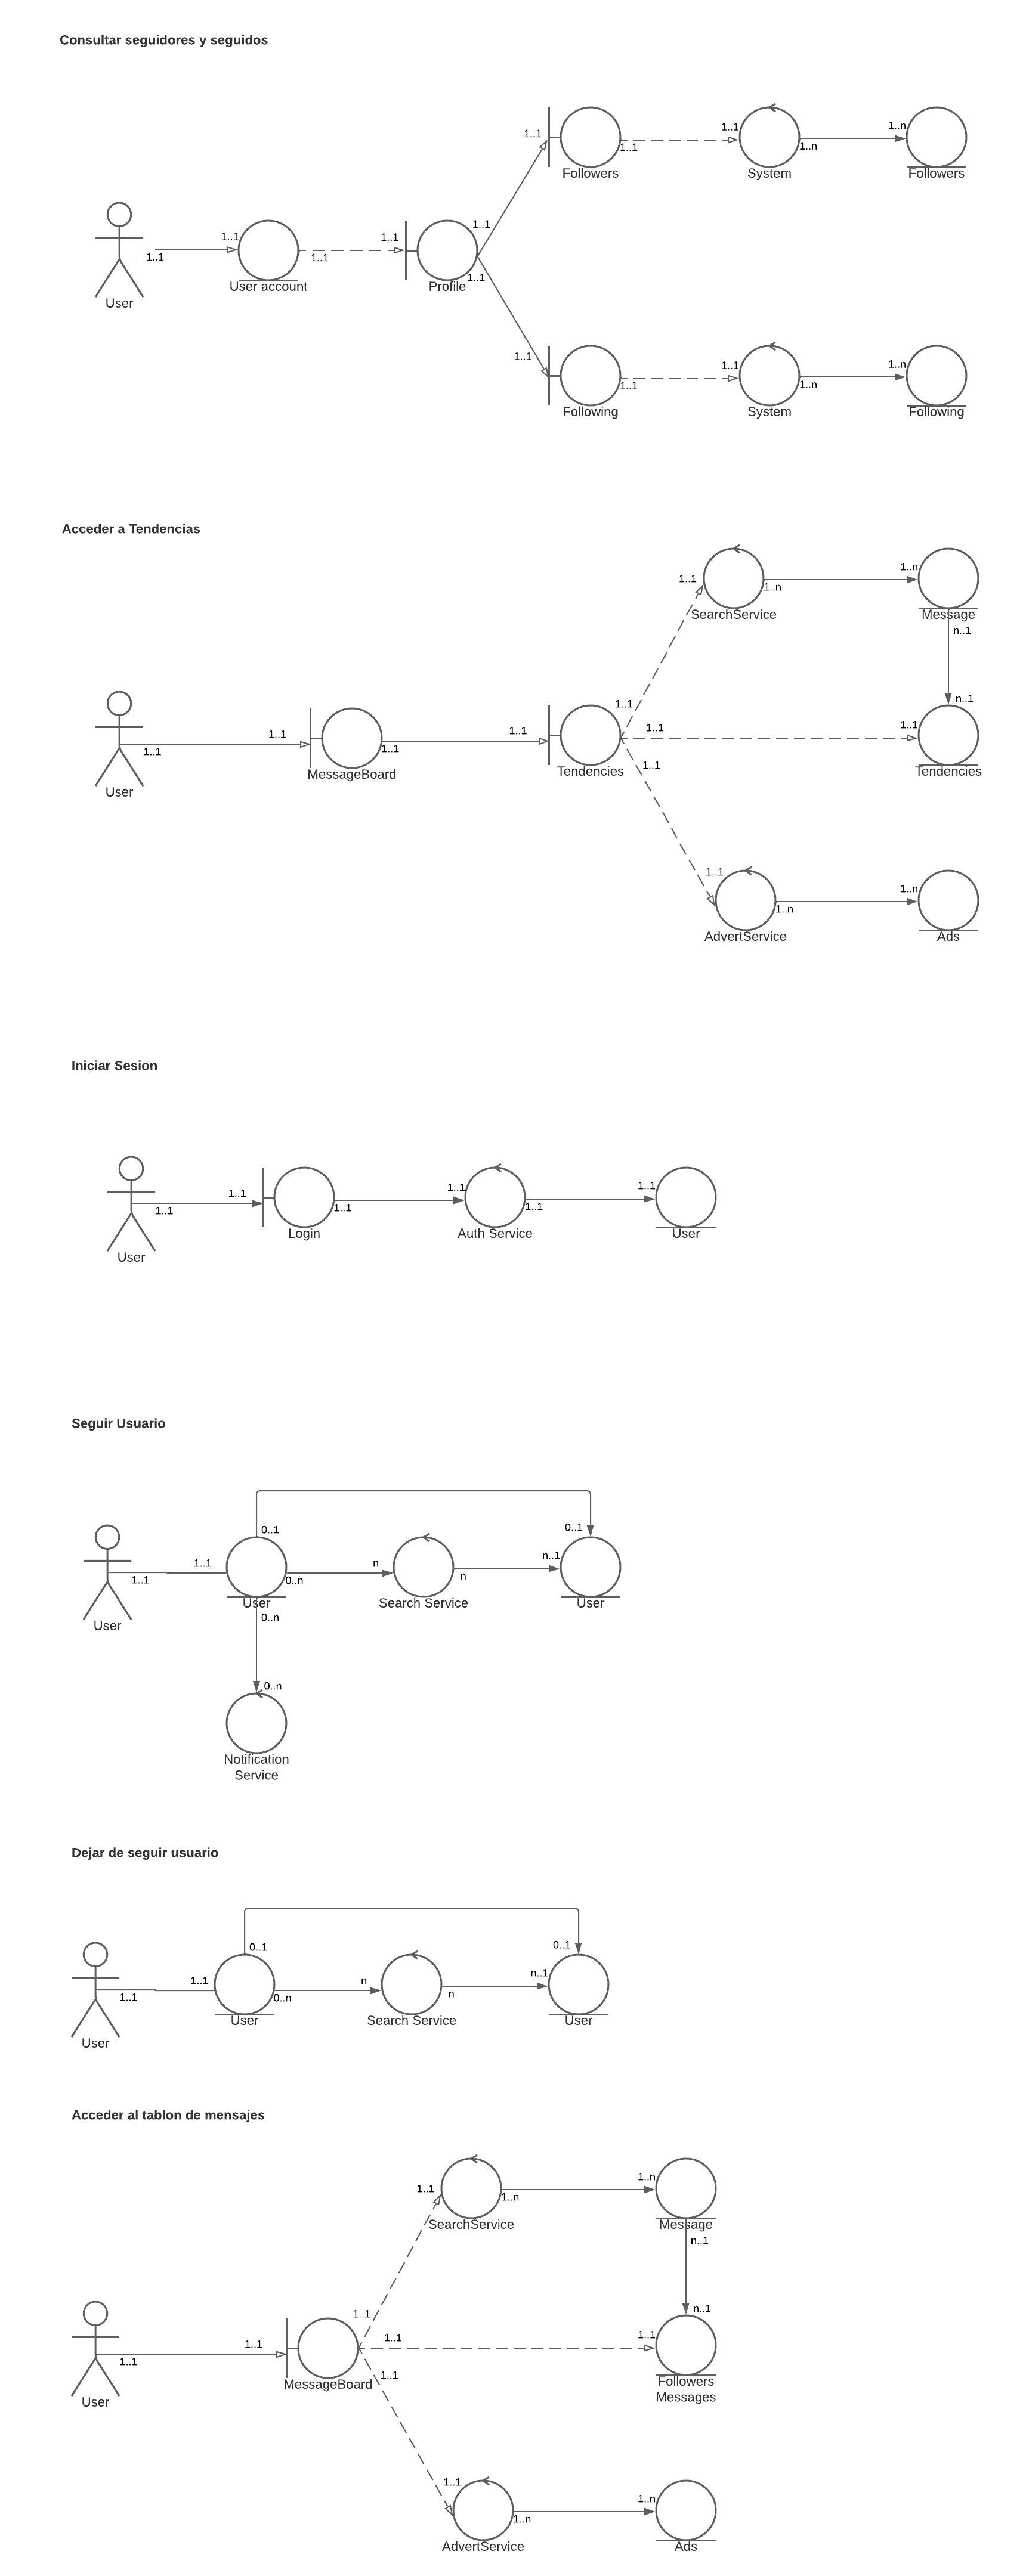 Consultar seguidores y seguidos
1..1
1..1
1..1
1..n
1..n
1..1
Followers
System
Followers
1..1
1..1
1..1
1..1
1..1
User account
1..1
Profile
User
1..1
1..1
1..1
1..n
1..n
Following
System
Following
Acceder a Tendencias
1..1
1..n
1..n
SearchService
Message
n..1
1..1
n..1
1..1
1..1
1..1
1..1
1..1
1..1
1..1
MessageBoard
Tendencies
Tendencies
User
1..1
1..n
1..n
AdvertService
Ads
Iniciar Sesion
1..1
1..1
1..1
1..1
1..1
1..1
Login
Auth Service
User
User
Seguir Usuario
0..1
0..1
1..1
n
n..1
1..1
0..n
n
User
Search Service
User
0..n
User
0..n
Notification
Service
Dejar de seguir usuario
0..1
0..1
1..1
n
n..1
1..1
0..n
n
User
Search Service
User
User
Acceder al tablon de mensajes
1..1
1..n
1..n
SearchService
Message
n..1
1..1
n..1
1..1
1..1
1..1
1..1
1..1
MessageBoard
Followers
Messages
User
1..1
1..n
1..n
AdvertService
Ads